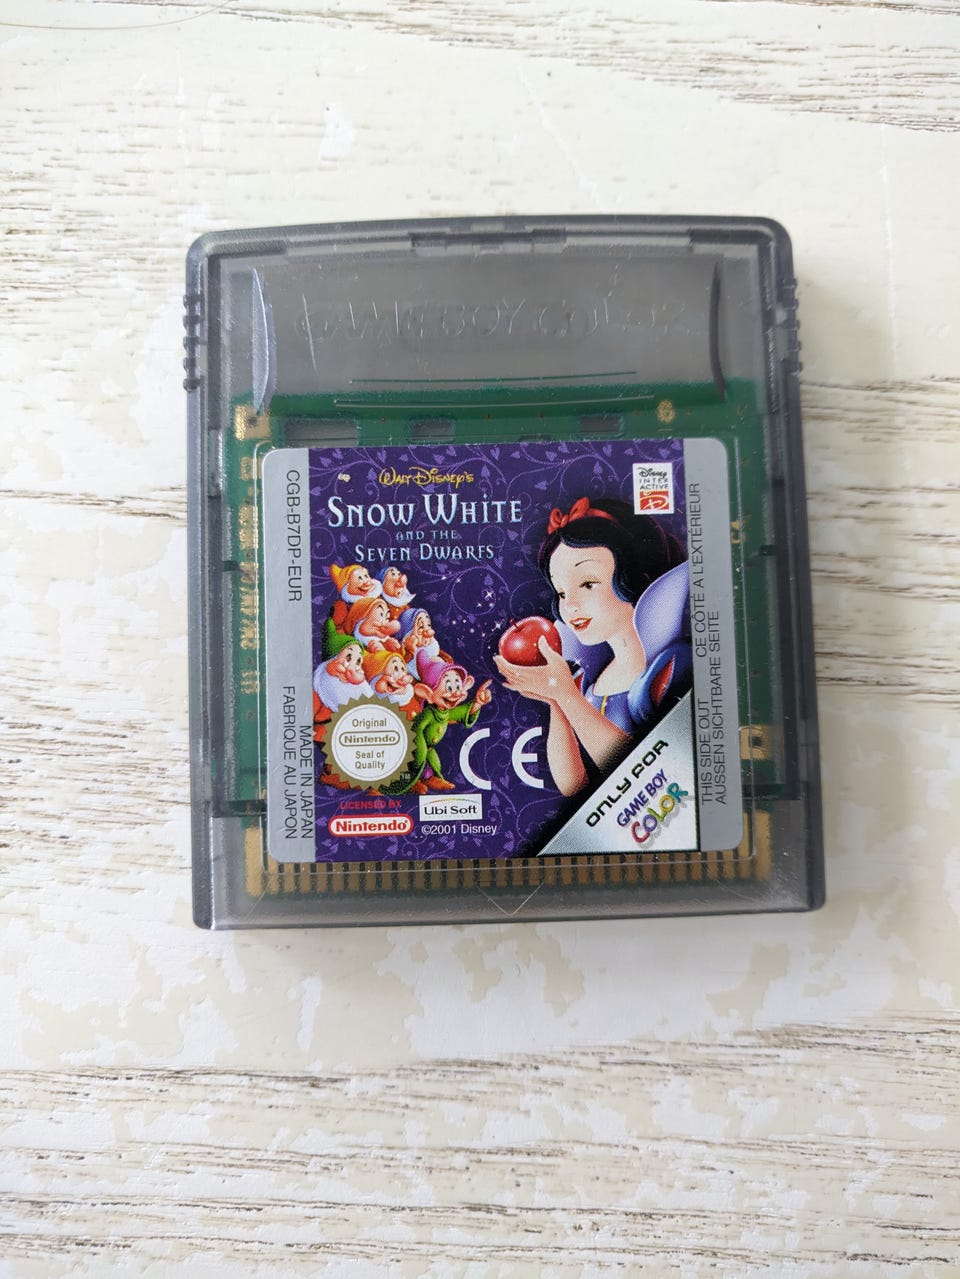 GAME BOY COLOR
Walt Disney's
SNOW WHITE
AND THE
SEVEN DWARFS
Disney
INTER
ACTIVE
CGB-B7DP-EUR
MADE IN JAPAN
FABRIQUE AU JAPON
THIS SIDE OUT CE CÔTÉ A L'EXTÉRIEUR
AUSSEN SICHTBARE SEITE
Original
Nintendo
Seal of
Quality
TM
CE
LICENSED BY
Nintendo
Ubi Soft
©2001 Disney
ONLY FOR
GAME BOY
COLOR